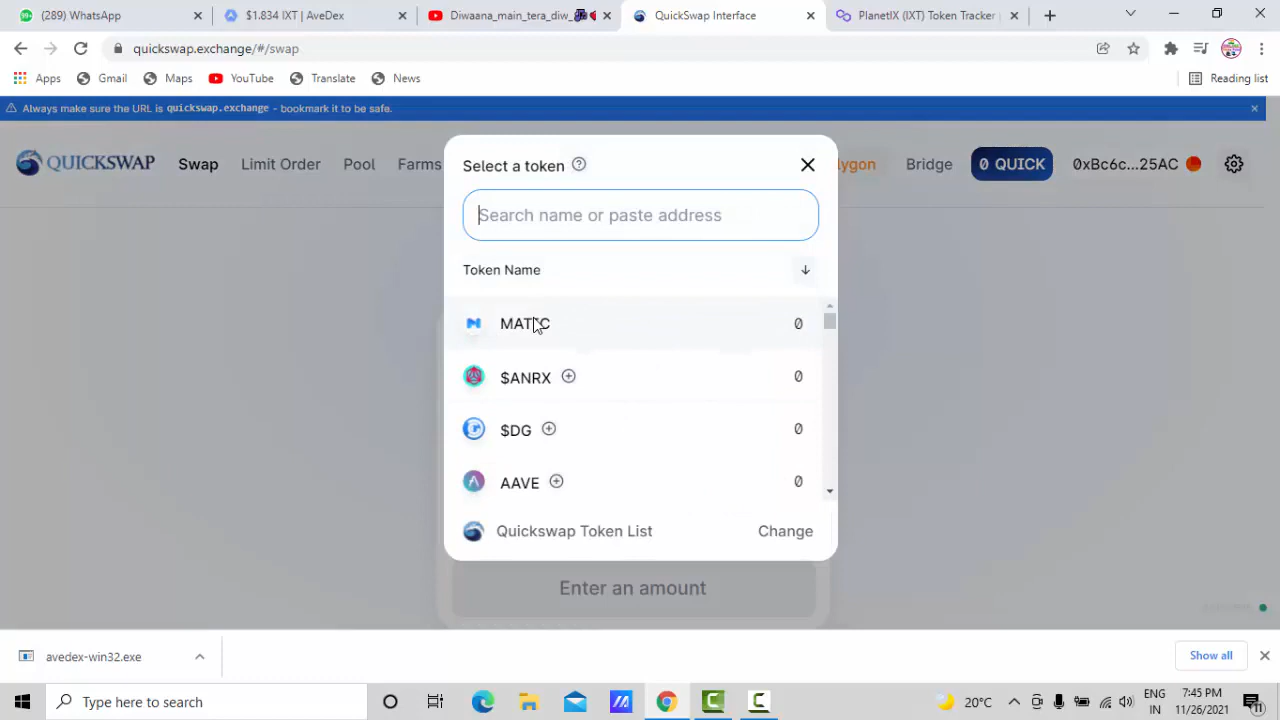 (289) WhatsApp
$1.834 IXT | AveDex
Diwaana_main_tera_diw_
QuickSwap Interface
PlanetIX (IXT) Token Tracker
quickswap.exchange/#/swap
Apps Gmail Maps YouTube Translate News Reading list
Always make sure the URL is quickswap.exchange - bookmark it to be safe.
QUICKSWAP Swap Limit Order Pool Farms lygon Bridge 0 QUICK 0xBc6c...25AC
Select a token
Search name or paste address
Token Name
MATIC 0
$ANRX 0
$DG 0
AAVE 0
Quickswap Token List Change
Enter an amount
avedex-win32.exe Show all
Type here to search
20°C
ENG
IN
7:45 PM
11/26/2021